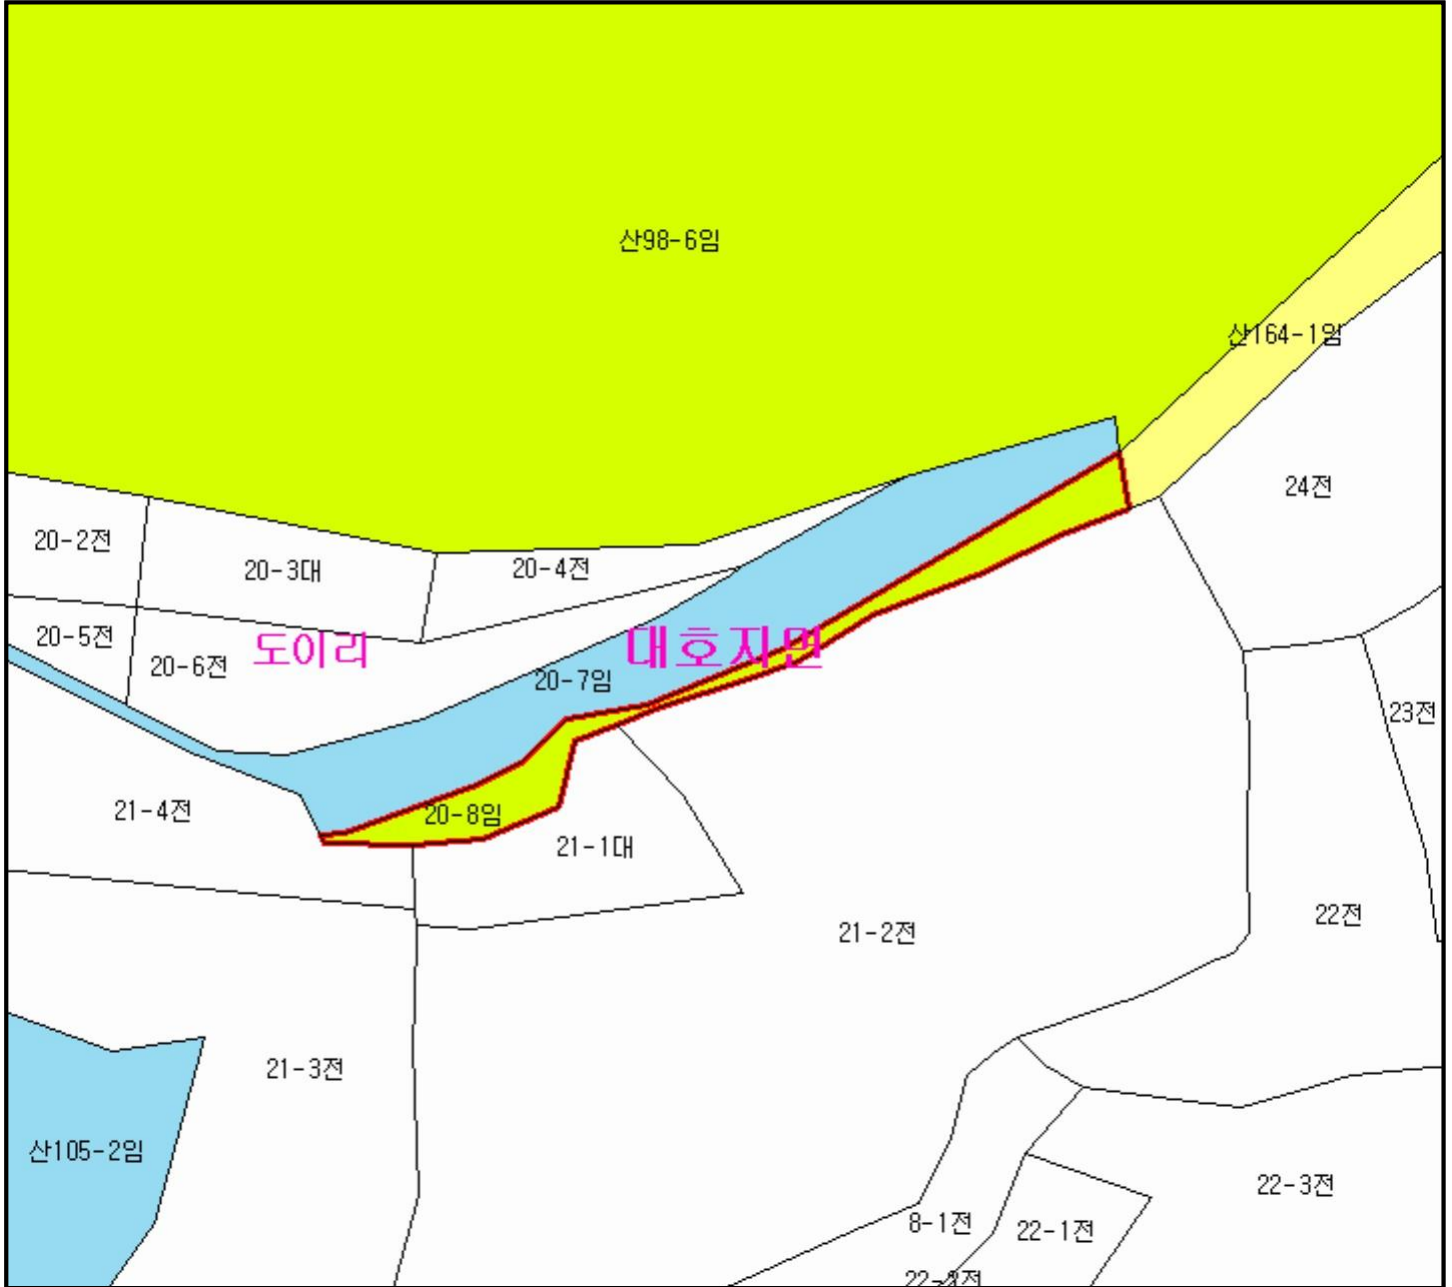 산98-6임
산164-1임
24전
20-2전
20-3대
20-4전
20-5전
20-6전
도이리
대호지면
20-7임
23전
21-4전
20-8임
21-1대
22전
21-2전
21-3전
산105-2임
22-3전
8-1전
22-1전